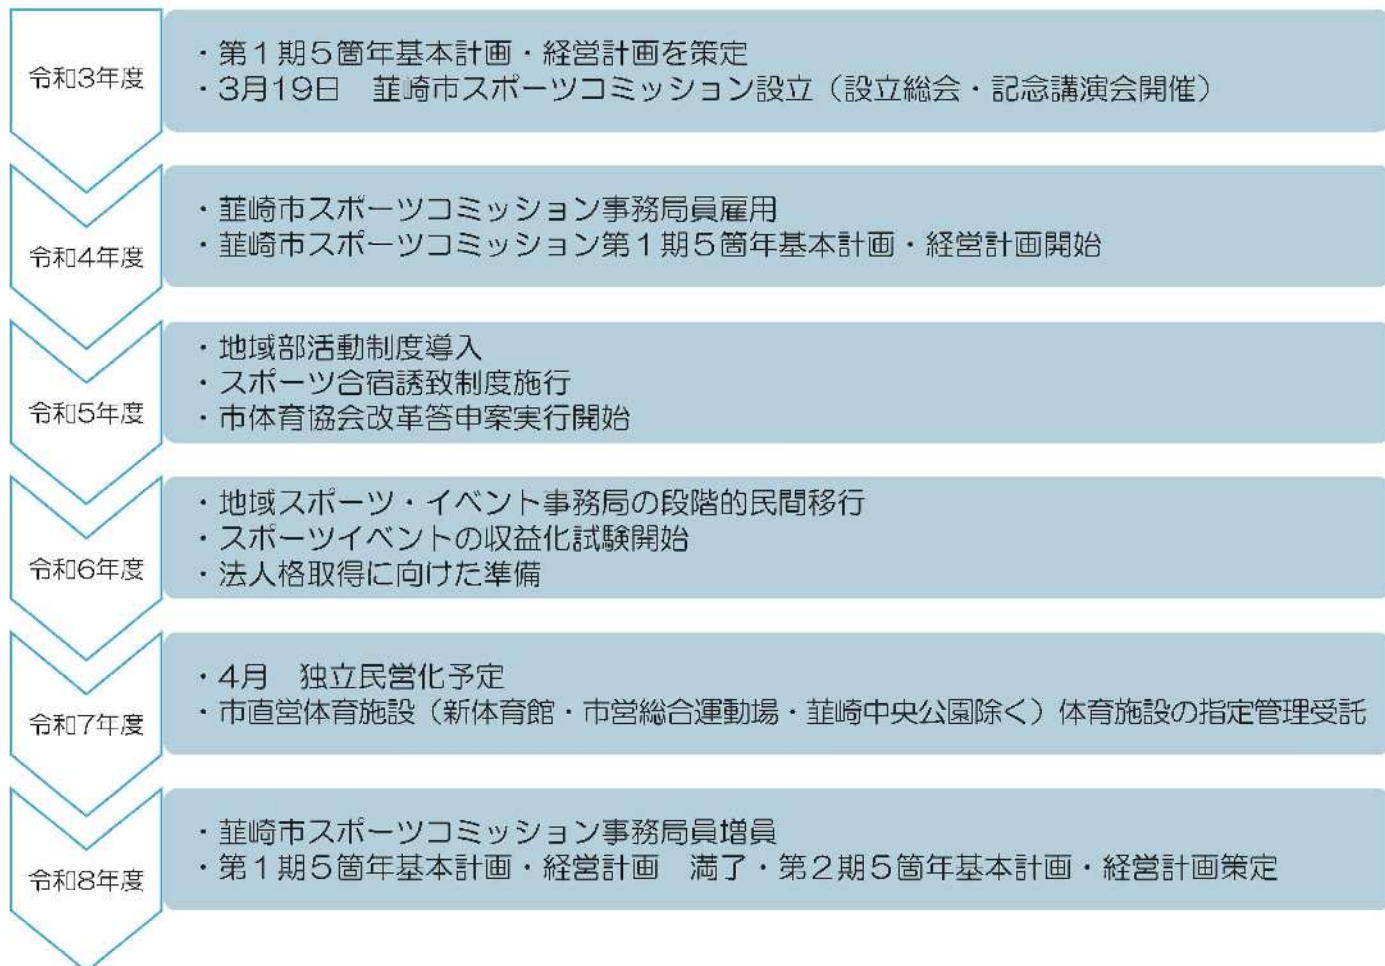 令和3年度
・第1期5箇年基本計画・経営計画を策定
・3月19日　韮崎市スポーツコミッション設立（設立総会・記念講演会開催）
令和4年度
・韮崎市スポーツコミッション事務局員雇用
・韮崎市スポーツコミッション第1期5箇年基本計画・経営計画開始
令和5年度
・地域部活動制度導入
・スポーツ合宿誘致制度施行
・市体育協会改革答申案実行開始
令和6年度
・地域スポーツ・イベント事務局の段階的民間移行
・スポーツイベントの収益化試験開始
・法人格取得に向けた準備
令和7年度
・4月　独立民営化予定
・市直営体育施設（新体育館・市営総合運動場・韮崎中央公園除く）体育施設の指定管理受託
令和8年度
・韮崎市スポーツコミッション事務局員増員
・第1期5箇年基本計画・経営計画　満了・第2期5箇年基本計画・経営計画策定